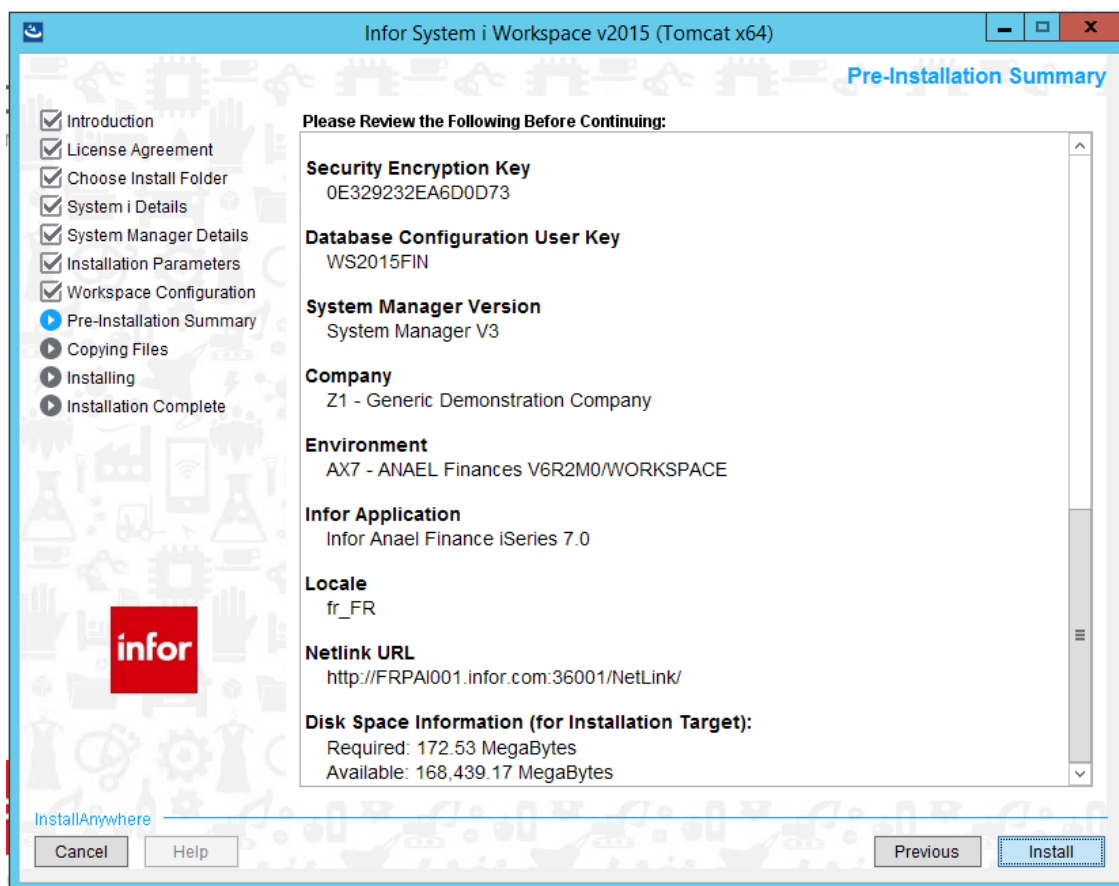 Infor System i Workspace v2015 (Tomcat x64)
Pre-Installation Summary
Introduction
License Agreement
Choose Install Folder
System i Details
System Manager Details
Installation Parameters
Workspace Configuration
Pre-Installation Summary
Copying Files
Installing
Installation Complete
infor
Please Review the Following Before Continuing:
Security Encryption Key
0E329232EA6D0D73
Database Configuration User Key
WS2015FIN
System Manager Version
System Manager V3
Company
Z1 - Generic Demonstration Company
Environment
AX7 - ANAEL Finances V6R2M0/WORKSPACE
Infor Application
Infor Anael Finance iSeries 7.0
Locale
fr_FR
Netlink URL
http://FRPAI001.infor.com:36001/NetLink/
Disk Space Information (for Installation Target):
Required: 172.53 MegaBytes
Available: 168,439.17 MegaBytes
InstallAnywhere
Cancel
Help
Previous
Install